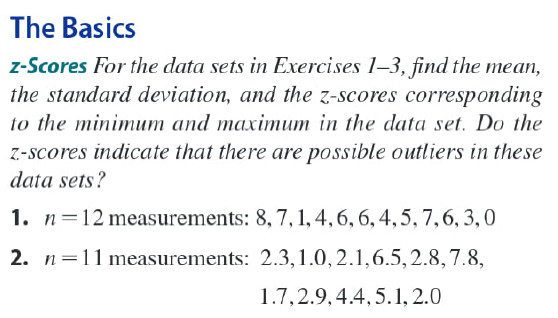 The Basics
z-Scores For the data sets in Exercises 1–3, find the mean,
the standard deviation, and the z-scores corresponding
to the minimum and maximum in the data set. Do the
z-scores indicate that there are possible outliers in these
data sets?
1. n=12 measurements: 8, 7, 1, 4, 6, 6, 4, 5, 7, 6, 3, 0
2. n=11 measurements: 2.3, 1.0, 2.1, 6.5, 2.8, 7.8,
1.7, 2.9, 4.4, 5.1, 2.0